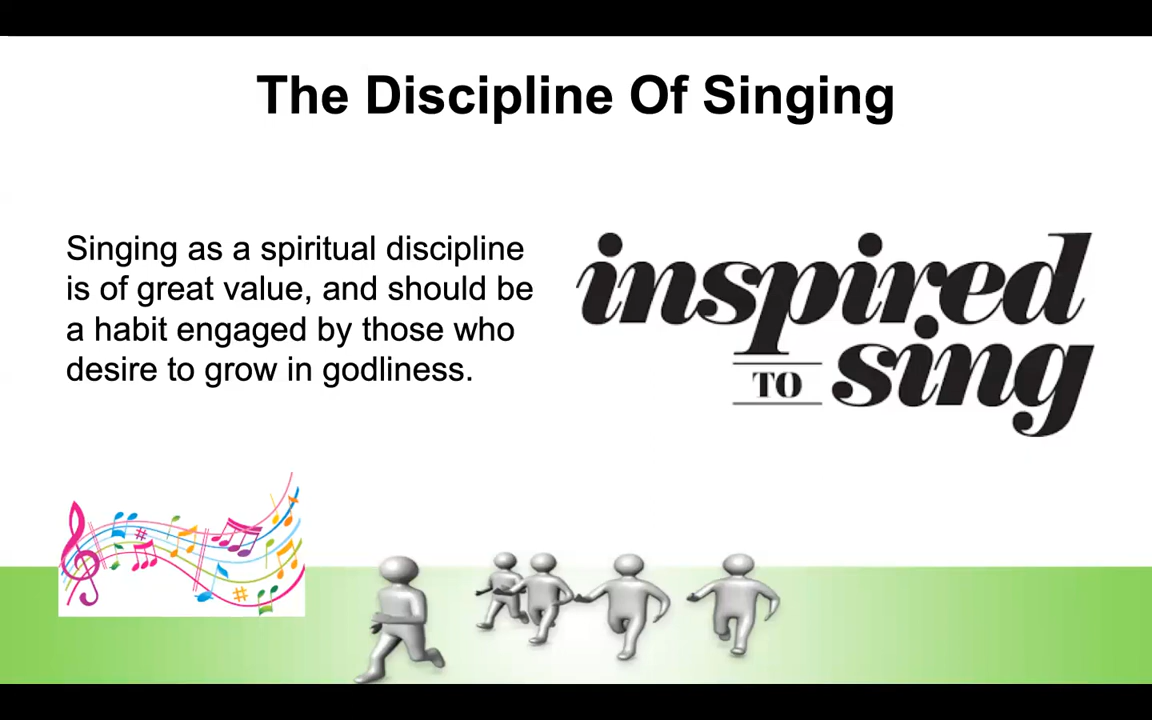 The Discipline Of Singing
Singing as a spiritual discipline
is of great value, and should be
a habit engaged by those who
desire to grow in godliness.
inspired
TO sing